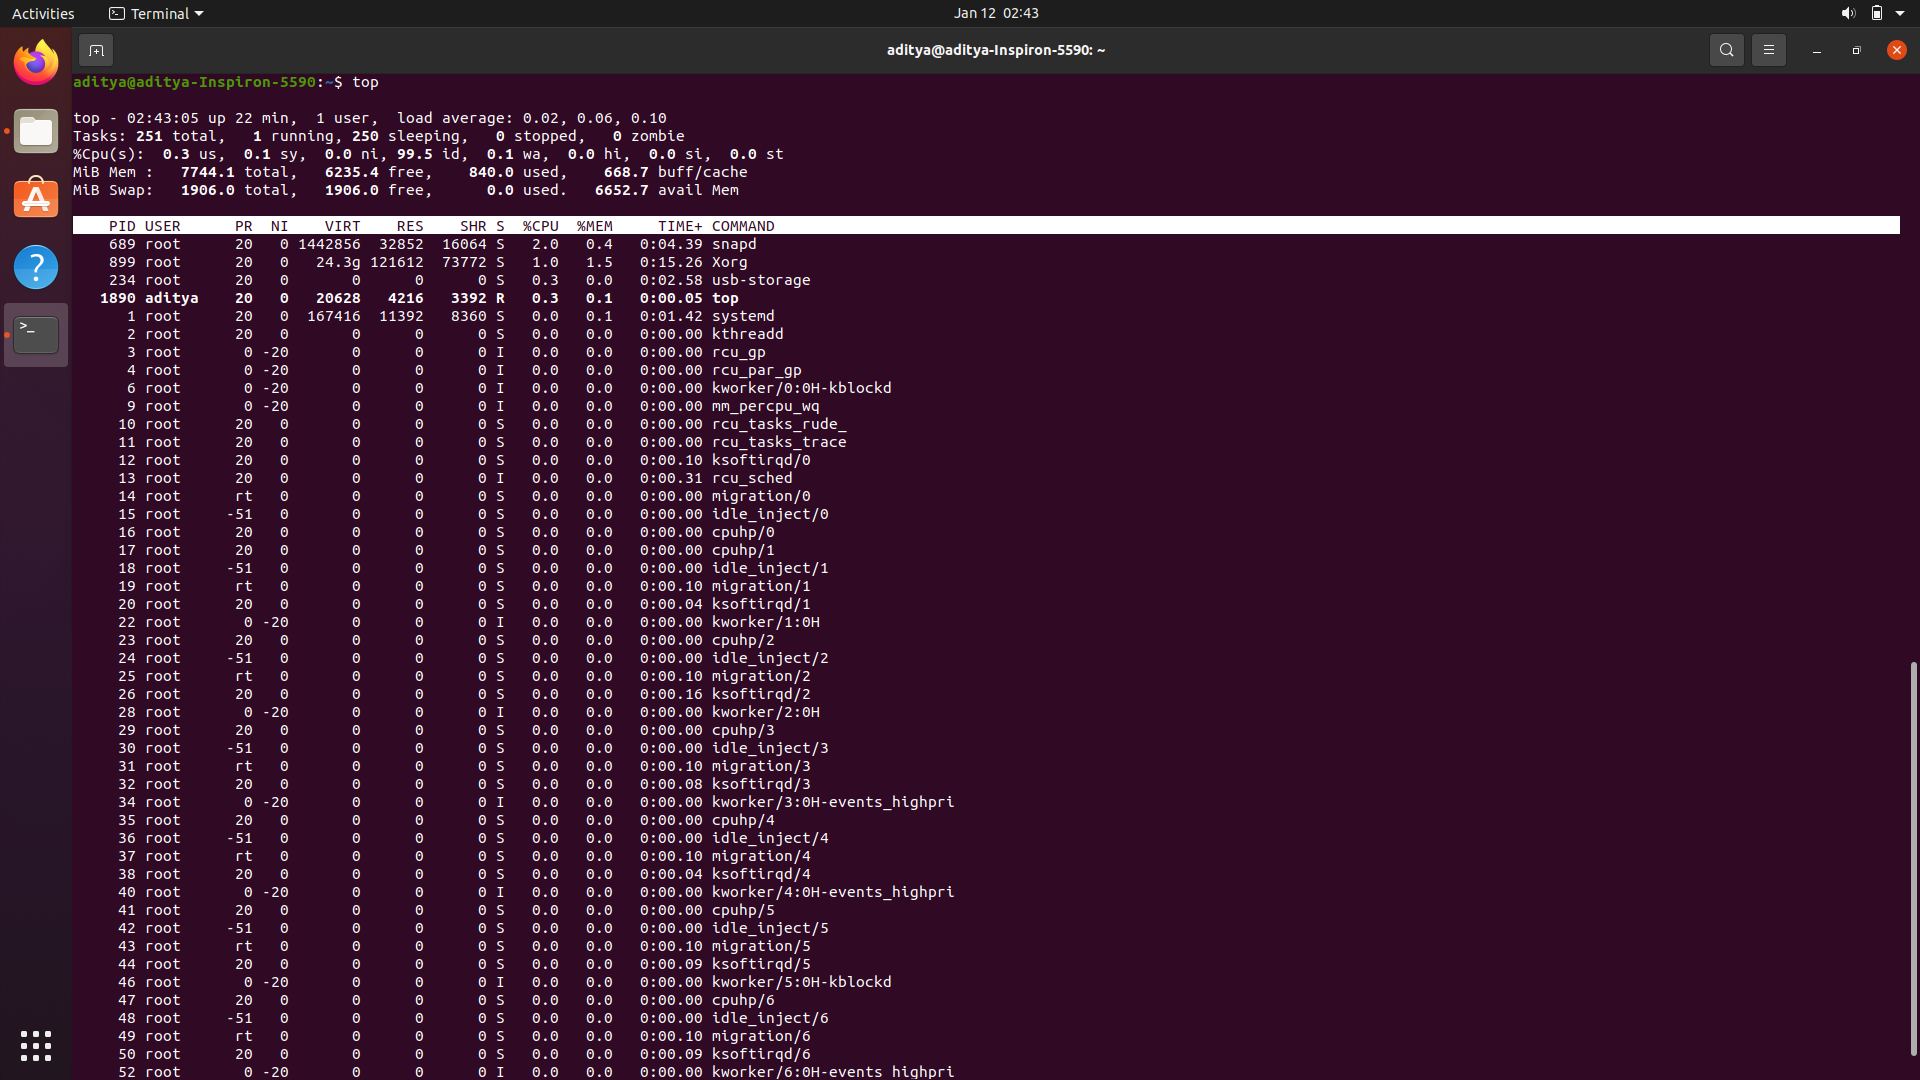 Activities Terminal Jan 12 02:43
aditya@aditya-Inspiron-5590: ~
aditya@aditya-Inspiron-5590:~$ top
top - 02:43:05 up 22 min,  1 user,  load average: 0.02, 0.06, 0.10
Tasks: 251 total,   1 running, 250 sleeping,   0 stopped,   0 zombie
%Cpu(s):  0.3 us,  0.1 sy,  0.0 ni, 99.5 id,  0.1 wa,  0.0 hi,  0.0 si,  0.0 st
MiB Mem :   7744.1 total,   6235.4 free,    840.0 used,    668.7 buff/cache
MiB Swap:   1906.0 total,   1906.0 free,      0.0 used.   6652.7 avail Mem
PID USER PR NI VIRT RES SHR S %CPU %MEM TIME+ COMMAND
689 root 20 0 1442856 32852 16064 S 2.0 0.4 0:04.39 snapd
899 root 20 0 24.3g 121612 73772 S 1.0 1.5 0:15.26 Xorg
234 root 20 0 0 0 0 S 0.3 0.0 0:02.58 usb-storage
1890 aditya 20 0 20628 4216 3392 R 0.3 0.1 0:00.05 top
1 root 20 0 167416 11392 8360 S 0.0 0.1 0:01.42 systemd
2 root 20 0 0 0 0 S 0.0 0.0 0:00.00 kthreadd
3 root 0 -20 0 0 0 I 0.0 0.0 0:00.00 rcu_gp
4 root 0 -20 0 0 0 I 0.0 0.0 0:00.00 rcu_par_gp
6 root 0 -20 0 0 0 I 0.0 0.0 0:00.00 kworker/0:0H-kblockd
9 root 0 -20 0 0 0 I 0.0 0.0 0:00.00 mm_percpu_wq
10 root 20 0 0 0 0 S 0.0 0.0 0:00.00 rcu_tasks_rude_
11 root 20 0 0 0 0 S 0.0 0.0 0:00.00 rcu_tasks_trace
12 root 20 0 0 0 0 S 0.0 0.0 0:00.10 ksoftirqd/0
13 root 20 0 0 0 0 I 0.0 0.0 0:00.31 rcu_sched
14 root rt 0 0 0 0 S 0.0 0.0 0:00.00 migration/0
15 root -51 0 0 0 0 S 0.0 0.0 0:00.00 idle_inject/0
16 root 20 0 0 0 0 S 0.0 0.0 0:00.00 cpuhp/0
17 root 20 0 0 0 0 S 0.0 0.0 0:00.00 cpuhp/1
18 root -51 0 0 0 0 S 0.0 0.0 0:00.00 idle_inject/1
19 root rt 0 0 0 0 S 0.0 0.0 0:00.10 migration/1
20 root 20 0 0 0 0 S 0.0 0.0 0:00.04 ksoftirqd/1
22 root 0 -20 0 0 0 I 0.0 0.0 0:00.00 kworker/1:0H
23 root 20 0 0 0 0 S 0.0 0.0 0:00.00 cpuhp/2
24 root -51 0 0 0 0 S 0.0 0.0 0:00.00 idle_inject/2
25 root rt 0 0 0 0 S 0.0 0.0 0:00.10 migration/2
26 root 20 0 0 0 0 S 0.0 0.0 0:00.16 ksoftirqd/2
28 root 0 -20 0 0 0 I 0.0 0.0 0:00.00 kworker/2:0H
29 root 20 0 0 0 0 S 0.0 0.0 0:00.00 cpuhp/3
30 root -51 0 0 0 0 S 0.0 0.0 0:00.00 idle_inject/3
31 root rt 0 0 0 0 S 0.0 0.0 0:00.10 migration/3
32 root 20 0 0 0 0 S 0.0 0.0 0:00.08 ksoftirqd/3
34 root 0 -20 0 0 0 I 0.0 0.0 0:00.00 kworker/3:0H-events_highpri
35 root 20 0 0 0 0 S 0.0 0.0 0:00.00 cpuhp/4
36 root -51 0 0 0 0 S 0.0 0.0 0:00.00 idle_inject/4
37 root rt 0 0 0 0 S 0.0 0.0 0:00.10 migration/4
38 root 20 0 0 0 0 S 0.0 0.0 0:00.04 ksoftirqd/4
40 root 0 -20 0 0 0 I 0.0 0.0 0:00.00 kworker/4:0H-events_highpri
41 root 20 0 0 0 0 S 0.0 0.0 0:00.00 cpuhp/5
42 root -51 0 0 0 0 S 0.0 0.0 0:00.00 idle_inject/5
43 root rt 0 0 0 0 S 0.0 0.0 0:00.10 migration/5
44 root 20 0 0 0 0 S 0.0 0.0 0:00.09 ksoftirqd/5
46 root 0 -20 0 0 0 I 0.0 0.0 0:00.00 kworker/5:0H-kblockd
47 root 20 0 0 0 0 S 0.0 0.0 0:00.00 cpuhp/6
48 root -51 0 0 0 0 S 0.0 0.0 0:00.00 idle_inject/6
49 root rt 0 0 0 0 S 0.0 0.0 0:00.10 migration/6
50 root 20 0 0 0 0 S 0.0 0.0 0:00.09 ksoftirqd/6
52 root 0 -20 0 0 0 I 0.0 0.0 0:00.00 kworker/6:0H-events_highpri